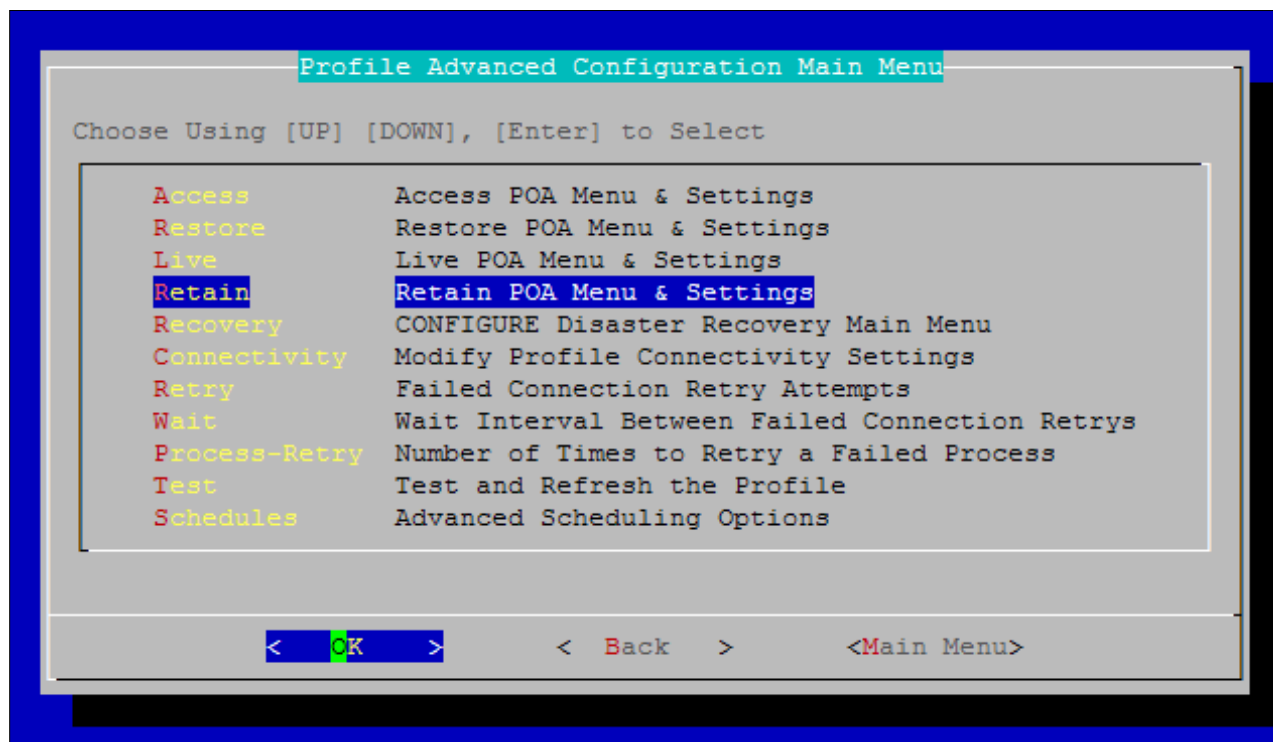 Profile Advanced Configuration Main Menu
Choose Using [UP] [DOWN], [Enter] to Select
Access Access POA Menu & Settings
Restore Restore POA Menu & Settings
Live Live POA Menu & Settings
Retain Retain POA Menu & Settings
Recovery CONFIGURE Disaster Recovery Main Menu
Connectivity Modify Profile Connectivity Settings
Retry Failed Connection Retry Attempts
Wait Wait Interval Between Failed Connection Retrys
Process-Retry Number of Times to Retry a Failed Process
Test Test and Refresh the Profile
Schedules Advanced Scheduling Options
< OK > < Back > <Main Menu>